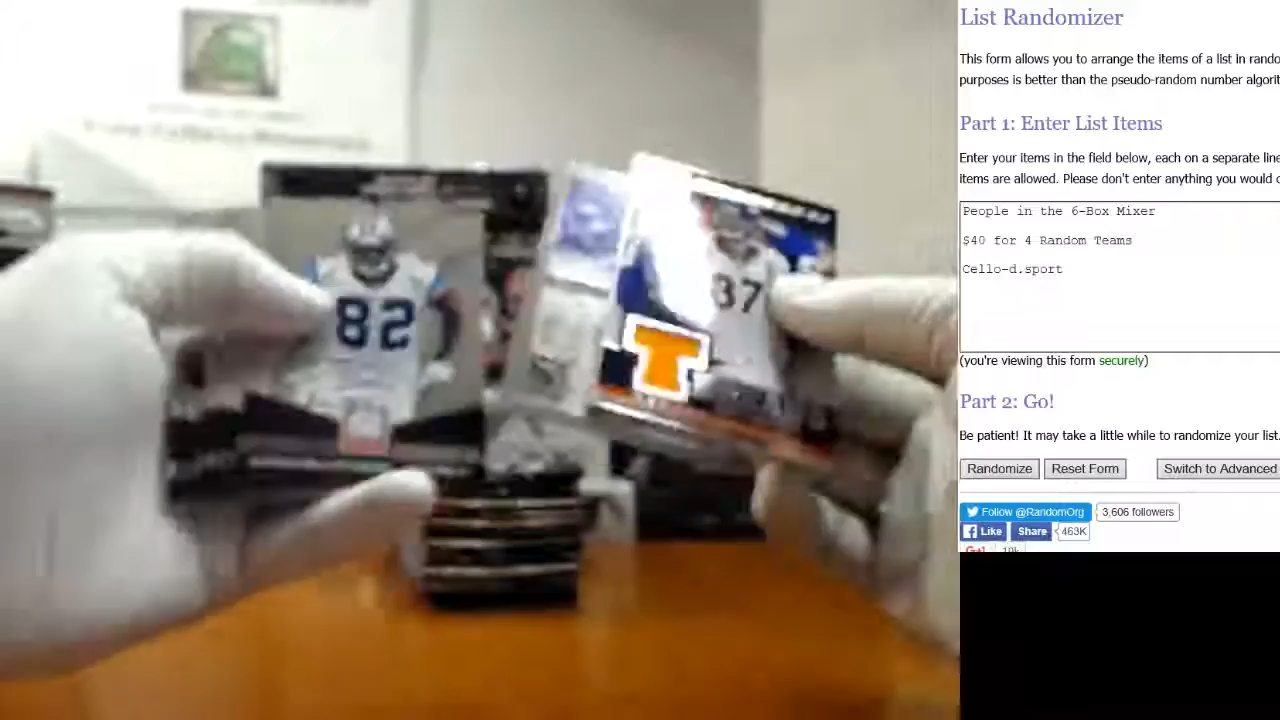 82
37
T
List Randomizer
This form allows you to arrange the items of a list in rando
purposes is better than the pseudo-random number algorit
Part 1: Enter List Items
Enter your items in the field below, each on a separate line
items are allowed. Please don't enter anything you would c
People in the 6-Box Mixer
$40 for 4 Random Teams
Cello-d.sport
(you're viewing this form securely)
Part 2: Go!
Be patient! It may take a little while to randomize your list.
Randomize Reset Form Switch to Advanced
Follow @RandomOrg 3,606 followers
Like Share 463K